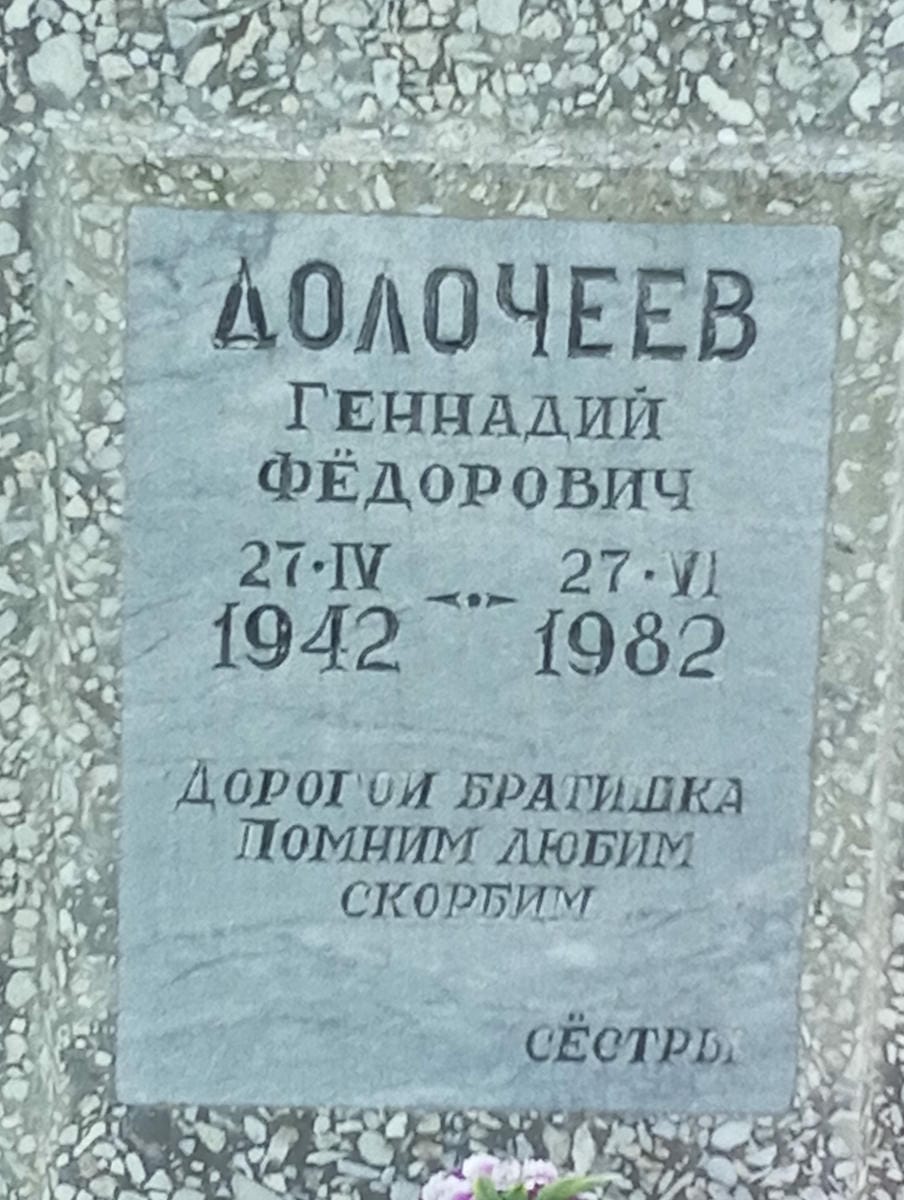 ДОЛОЧЕЕВ
ГЕННАДИЙ
ФЁДОРОВИЧ
27·IV 27·VI
1942 1982
ДОРОГОЙ БРАТИШКА
ПОМНИМ ЛЮБИМ
СКОРБИМ
СЁСТРЫ